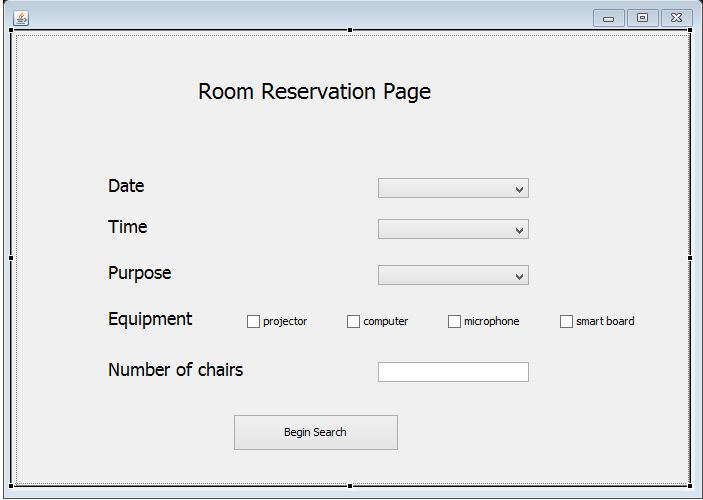 Room Reservation Page
Date
Time
Purpose
Equipment projector computer microphone smart board
Number of chairs
Begin Search